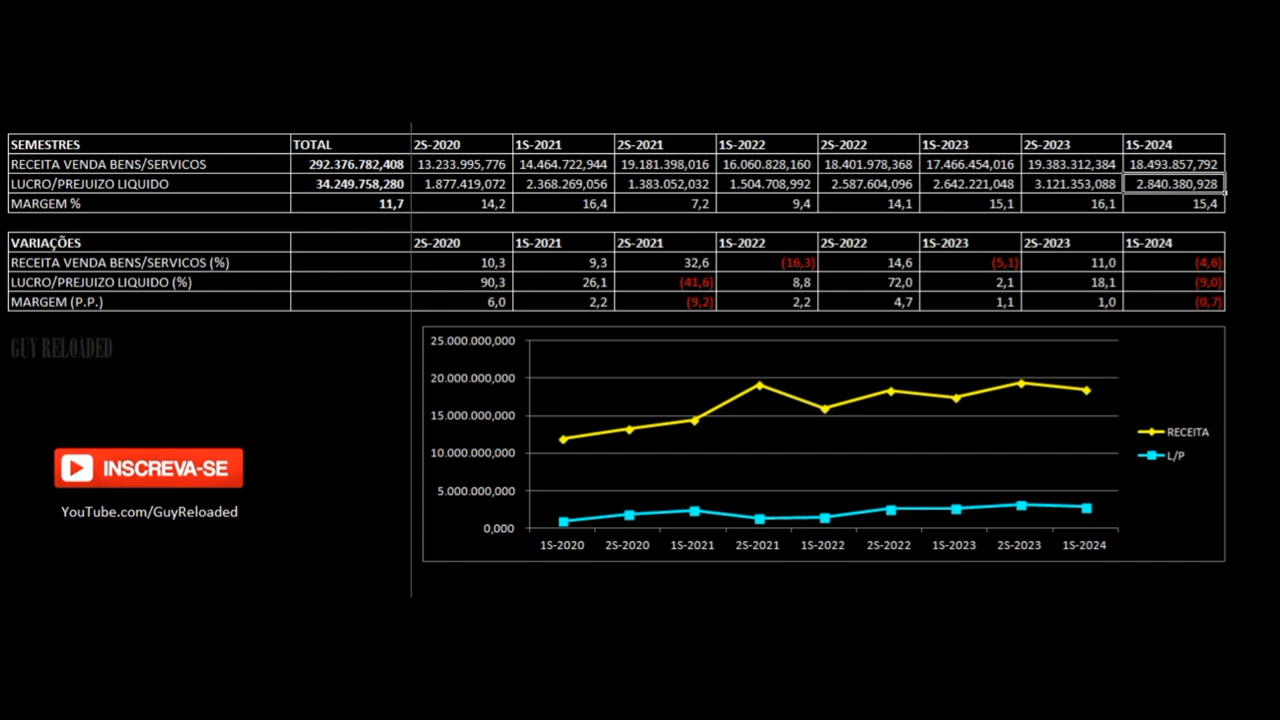 SEMESTRES TOTAL 2S-2020 1S-2021 2S-2021 1S-2022 2S-2022 1S-2023 2S-2023 1S-2024
RECEITA VENDA BENS/SERVICOS 292.376.782,408 13.233.995,776 14.464.722,944 19.181.398,016 16.060.828,160 18.401.978,368 17.466.454,016 19.383.312,384 18.493.857,792
LUCRO/PREJUIZO LIQUIDO 34.249.758,280 1.877.419,072 2.368.269,056 1.383.052,032 1.504.708,992 2.587.604,096 2.642.221,048 3.121.353,088 2.840.380,928
MARGEM % 11,7 14,2 16,4 7,2 9,4 14,1 15,1 16,1 15,4
VARIAÇÕES 2S-2020 1S-2021 2S-2021 1S-2022 2S-2022 1S-2023 2S-2023 1S-2024
RECEITA VENDA BENS/SERVICOS (%) 10,3 9,3 32,6 (16,3) 14,6 (5,1) 11,0 (4,6)
LUCRO/PREJUIZO LIQUIDO (%) 90,3 26,1 (41,6) 8,8 72,0 2,1 18,1 (9,0)
MARGEM (P.P.) 6,0 2,2 (9,2) 2,2 4,7 1,1 1,0 (0,7)
GUY RELOADED
25.000.000,000
20.000.000,000
15.000.000,000
10.000.000,000
5.000.000,000
0,000
1S-2020 2S-2020 1S-2021 2S-2021 1S-2022 2S-2022 1S-2023 2S-2023 1S-2024
RECEITA
L/P
INSCREVA-SE
YouTube.com/GuyReloaded